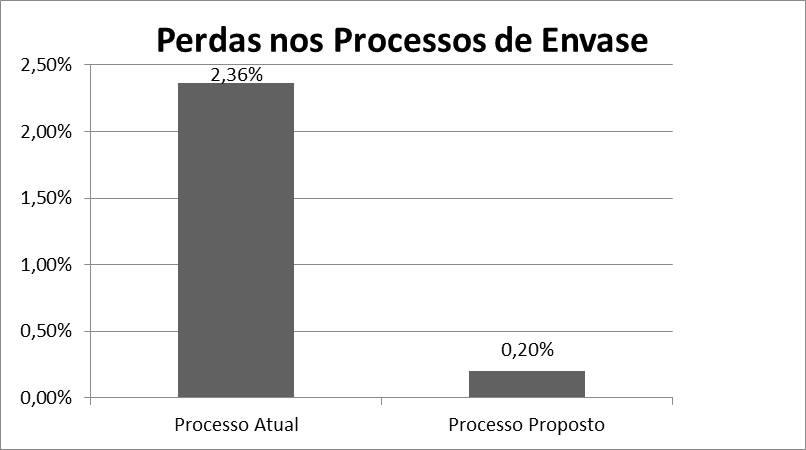 Perdas nos Processos de Envase
2,50%
2,36%
2,00%
1,50%
1,00%
0,50%
0,20%
0,00%
Processo Atual
Processo Proposto